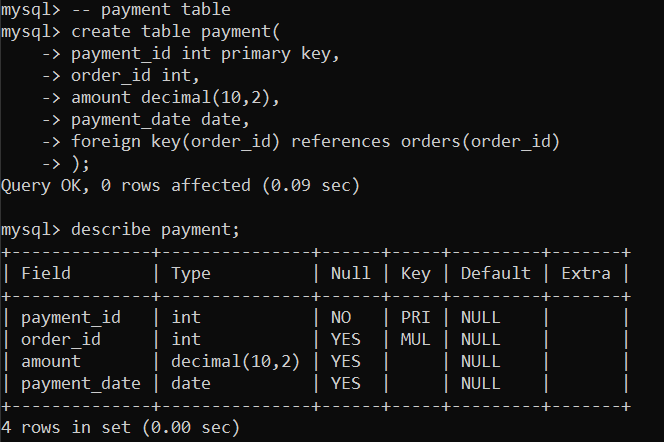 mysql> -- payment table
mysql> create table payment(
    -> payment_id int primary key,
    -> order_id int,
    -> amount decimal(10,2),
    -> payment_date date,
    -> foreign key(order_id) references orders(order_id)
    -> );
Query OK, 0 rows affected (0.09 sec)

mysql> describe payment;
+--------------+---------------+------+-----+---------+-------+
| Field        | Type          | Null | Key | Default | Extra |
+--------------+---------------+------+-----+---------+-------+
| payment_id   | int           | NO   | PRI | NULL    |       |
| order_id     | int           | YES  | MUL | NULL    |       |
| amount       | decimal(10,2) | YES  |     | NULL    |       |
| payment_date | date          | YES  |     | NULL    |       |
+--------------+---------------+------+-----+---------+-------+
4 rows in set (0.00 sec)